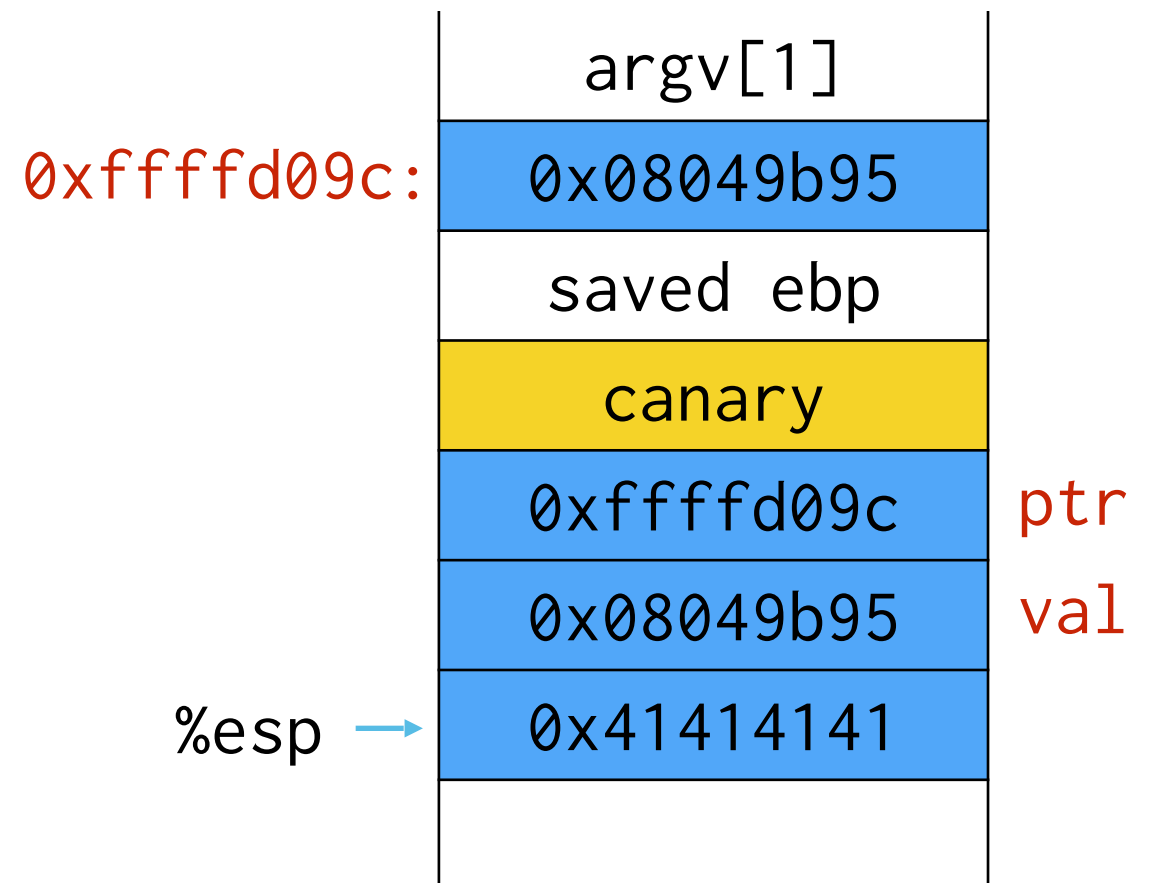 argv[1]
0xffffd09c: 0x08049b95
saved ebp
canary
0xffffd09c ptr
0x08049b95 val
%esp 0x41414141